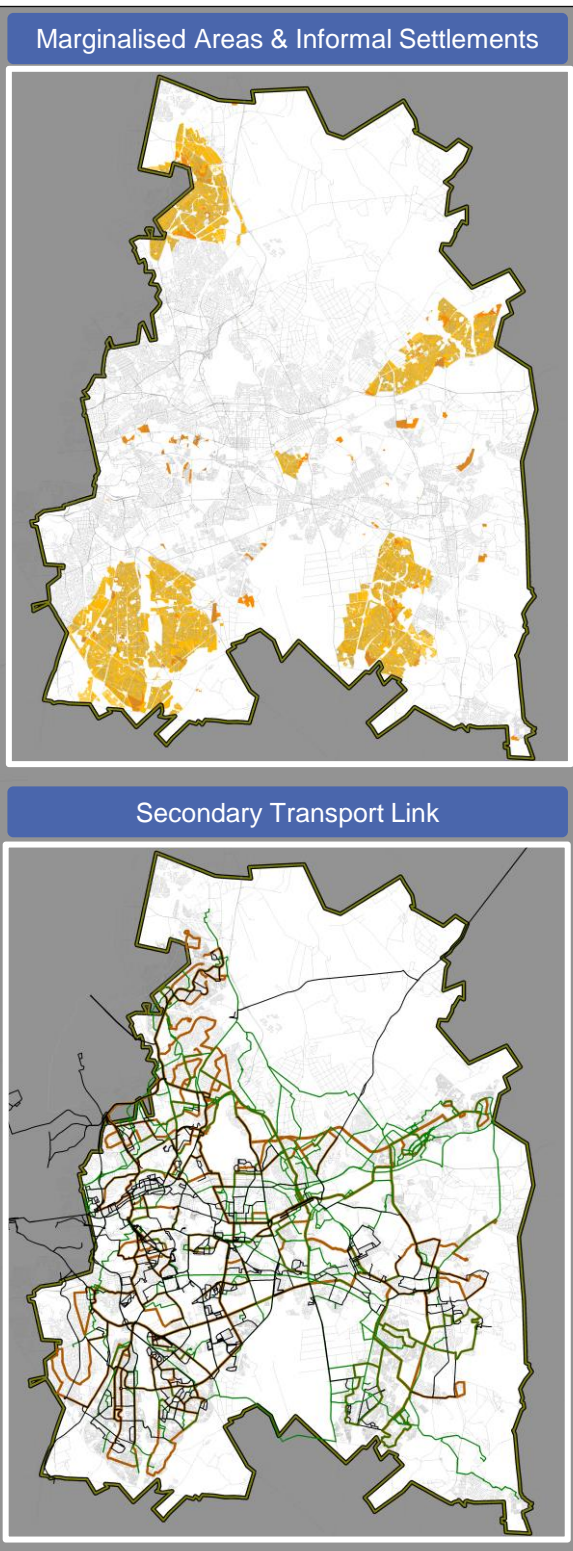 Marginalised Areas & Informal Settlements
Secondary Transport Link